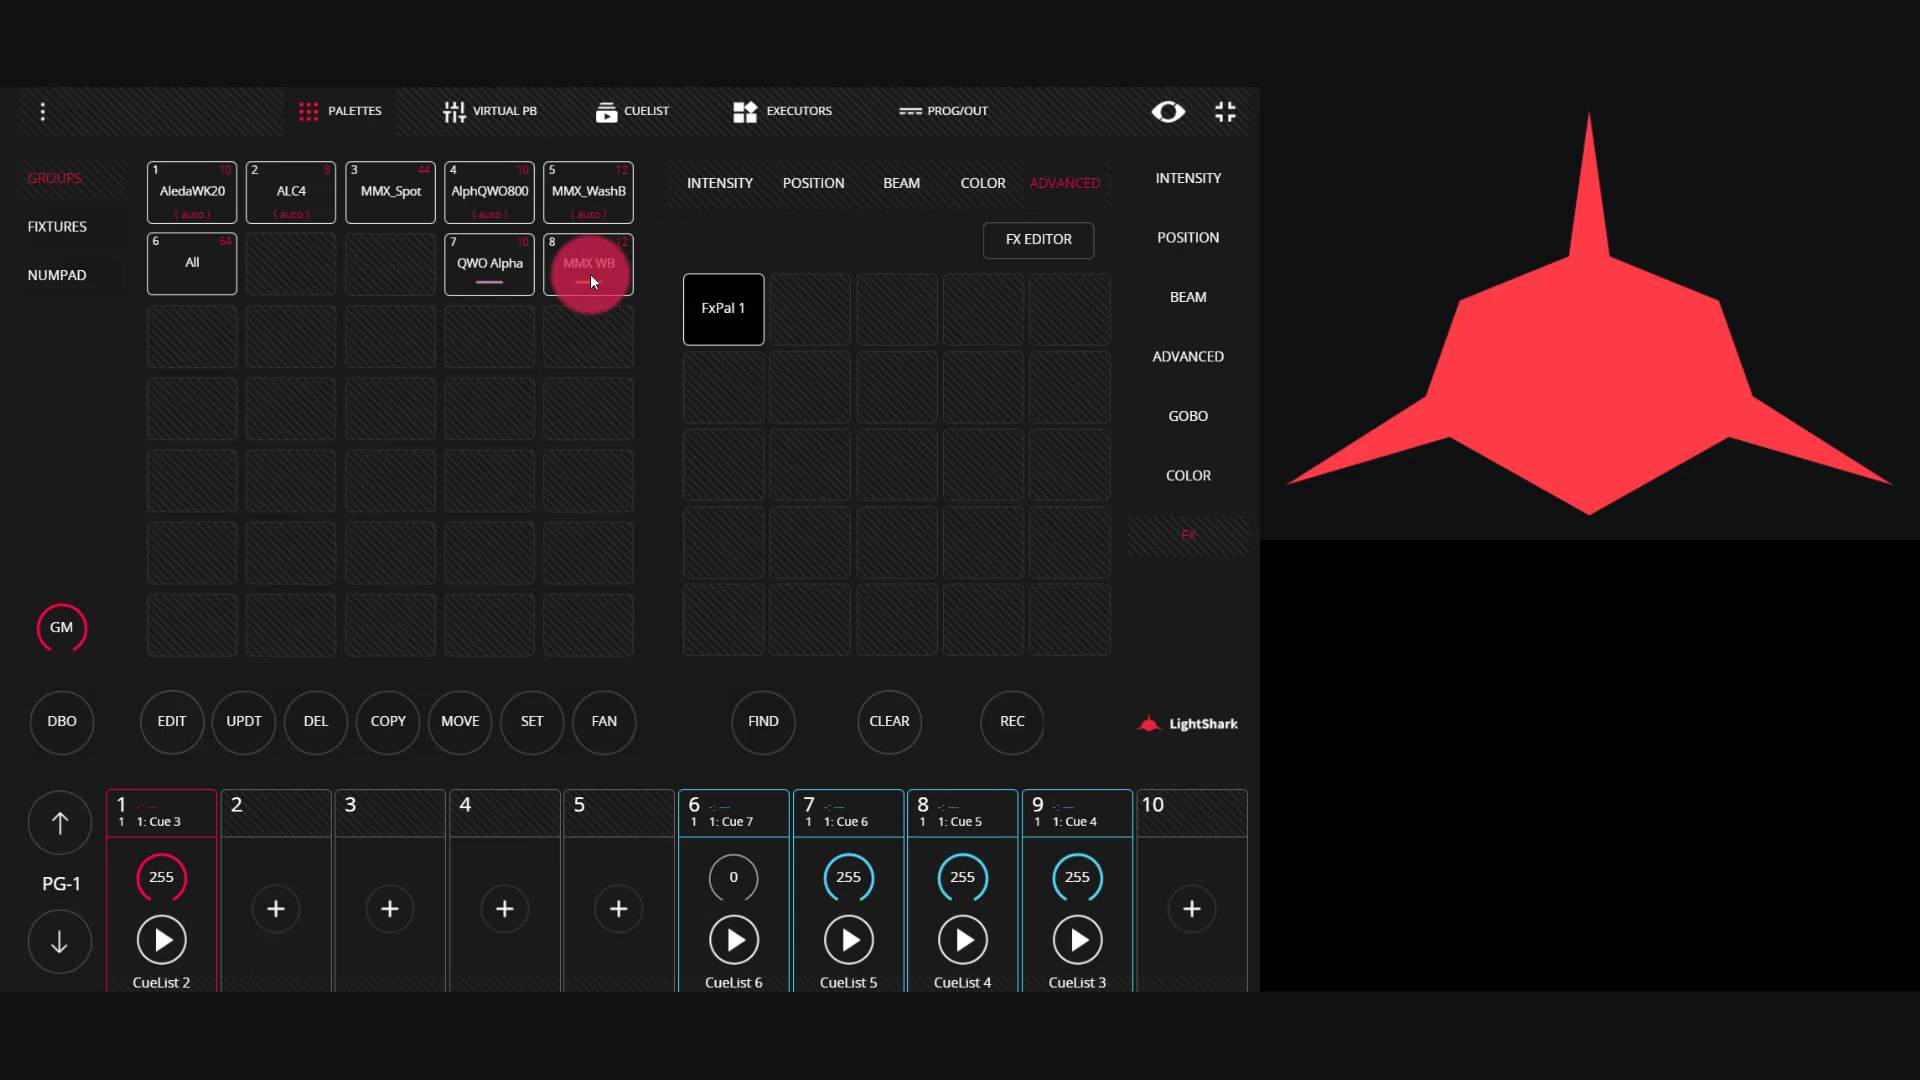 PALETTES
VIRTUAL PB
CUELIST
EXECUTORS
PROG/OUT
GROUPS
FIXTURES
NUMPAD
1 10
AledaWK20
( auto )
2 8
ALC4
( auto )
3 44
MMX_Spot
4 10
AlphQWO800
( auto )
5 12
MMX_WashB
( auto )
6 64
All
7 10
QWO Alpha
8 12
MMX WB
INTENSITY
POSITION
BEAM
COLOR
ADVANCED
FX EDITOR
FxPal 1
INTENSITY
POSITION
BEAM
ADVANCED
GOBO
COLOR
FX
GM
DBO
EDIT
UPDT
DEL
COPY
MOVE
SET
FAN
FIND
CLEAR
REC
LightShark
PG-1
1 -: ---
1 1: Cue 3
255
CueList 2
2
+
3
+
4
+
5
+
6 -: ---
1 1: Cue 7
0
CueList 6
7 -: ---
1 1: Cue 6
255
CueList 5
8 -: ---
1 1: Cue 5
255
CueList 4
9 -: ---
1 1: Cue 4
255
CueList 3
10
+